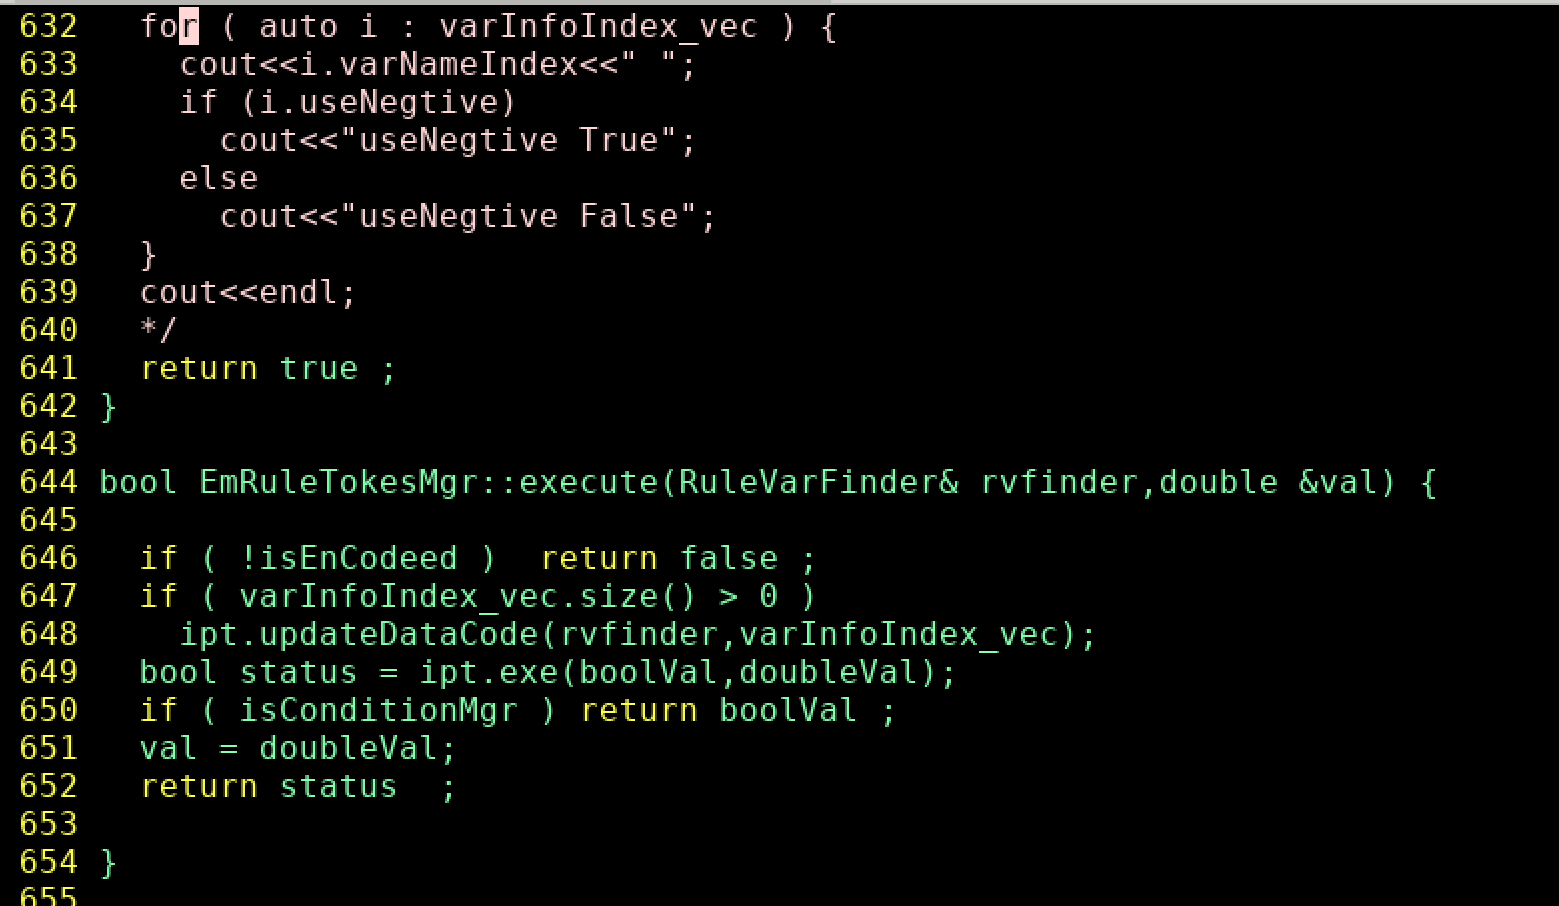 632   for ( auto i : varInfoIndex_vec ) {
633     cout<<i.varNameIndex<<" ";
634     if (i.useNegtive)
635       cout<<"useNegtive True";
636     else
637       cout<<"useNegtive False";
638   }
639   cout<<endl;
640   */
641   return true ;
642 }
643
644 bool EmRuleTokesMgr::execute(RuleVarFinder& rvfinder,double &val) {
645
646   if ( !isEnCodeed )  return false ;
647   if ( varInfoIndex_vec.size() > 0 )
648     ipt.updateDataCode(rvfinder,varInfoIndex_vec);
649   bool status = ipt.exe(boolVal,doubleVal);
650   if ( isConditionMgr ) return boolVal ;
651   val = doubleVal;
652   return status  ;
653
654 }
655